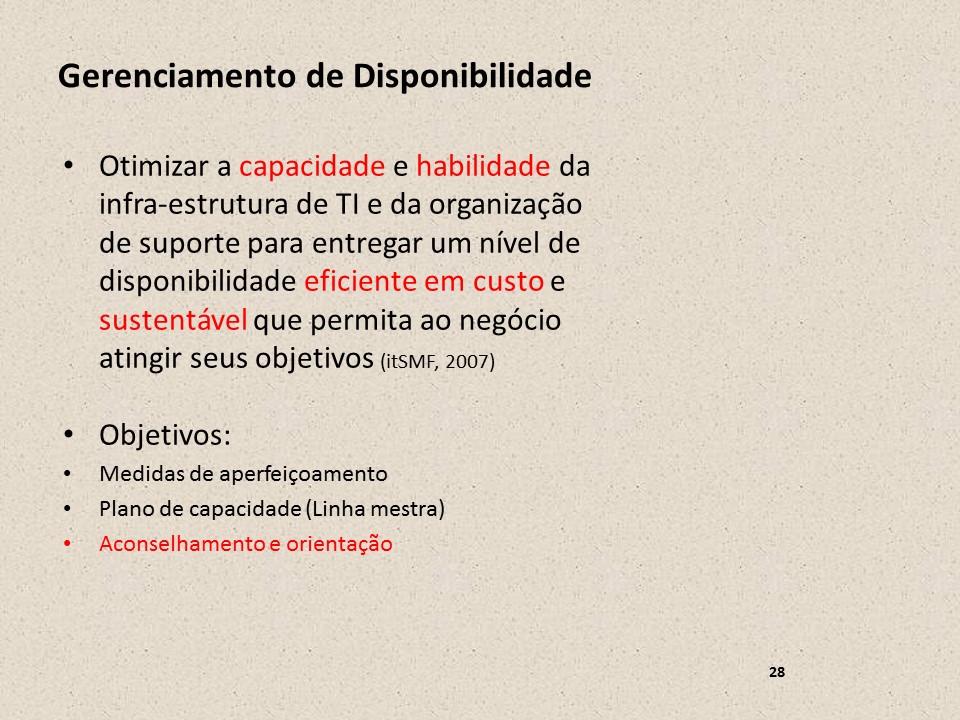 Gerenciamento de Disponibilidade
• Otimizar a capacidade e habilidade da
infra-estrutura de TI e da organização
de suporte para entregar um nível de
disponibilidade eficiente em custo e
sustentável que permita ao negócio
atingir seus objetivos (itSMF, 2007)
• Objetivos:
• Medidas de aperfeiçoamento
• Plano de capacidade (Linha mestra)
• Aconselhamento e orientação
28